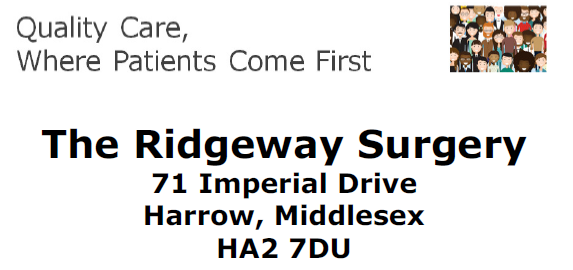 Quality Care,
Where Patients Come First
The Ridgeway Surgery
71 Imperial Drive
Harrow, Middlesex
HA2 7DU